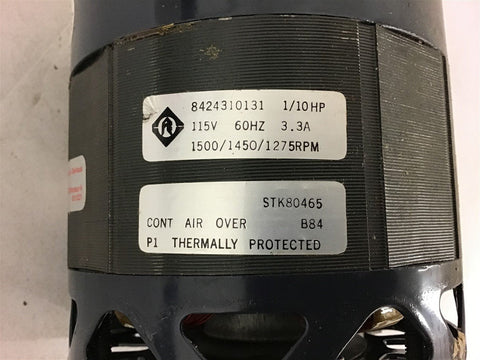 8424310131 1/10HP
115V 60HZ 3.3A
1500/1450/1275RPM
STK80465
CONT AIR OVER B84
P1 THERMALLY PROTECTED